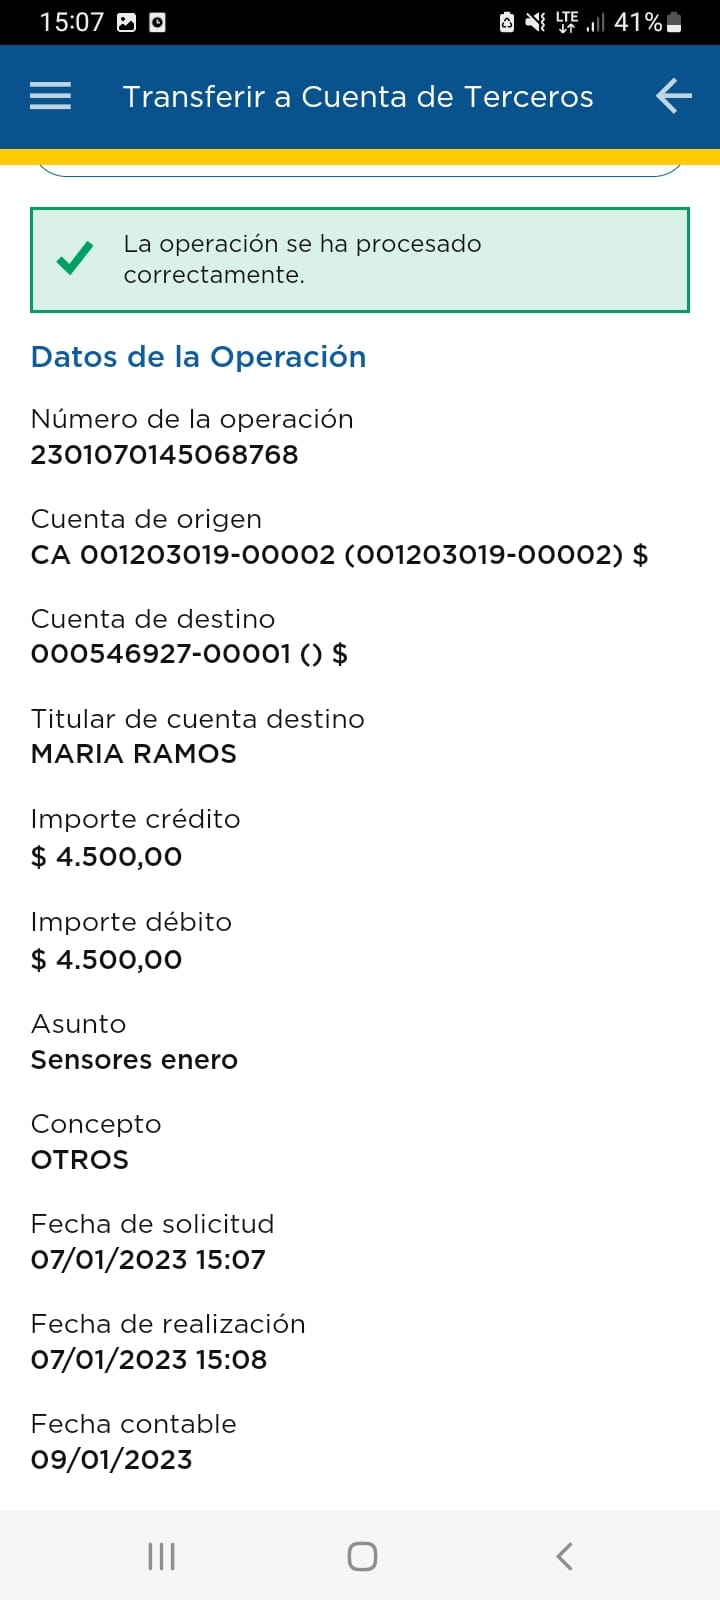 15:07
LTE
41%
Transferir a Cuenta de Terceros
La operación se ha procesado
correctamente.
Datos de la Operación
Número de la operación
2301070145068768
Cuenta de origen
CA 001203019-00002 (001203019-00002) $
Cuenta de destino
000546927-00001 () $
Titular de cuenta destino
MARIA RAMOS
Importe crédito
$ 4.500,00
Importe débito
$ 4.500,00
Asunto
Sensores enero
Concepto
OTROS
Fecha de solicitud
07/01/2023 15:07
Fecha de realización
07/01/2023 15:08
Fecha contable
09/01/2023